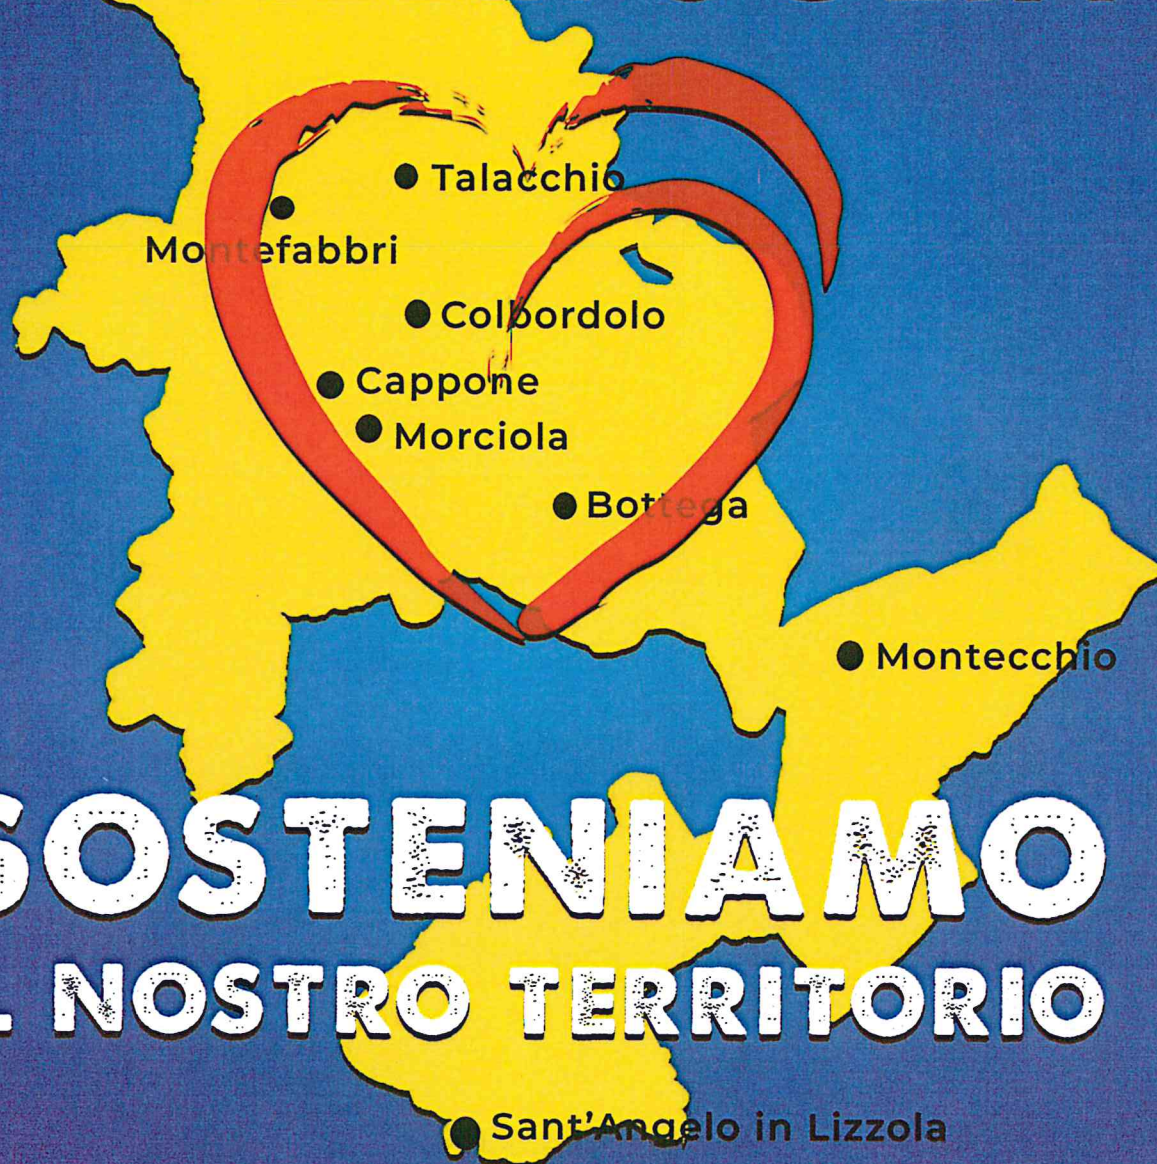 Talacchio
Montefabbri
Colbordolo
Cappone
Morciola
Bottega
Montecchio
SOSTENIAMO
L NOSTRO TERRITORIO
Sant'Angelo in Lizzola